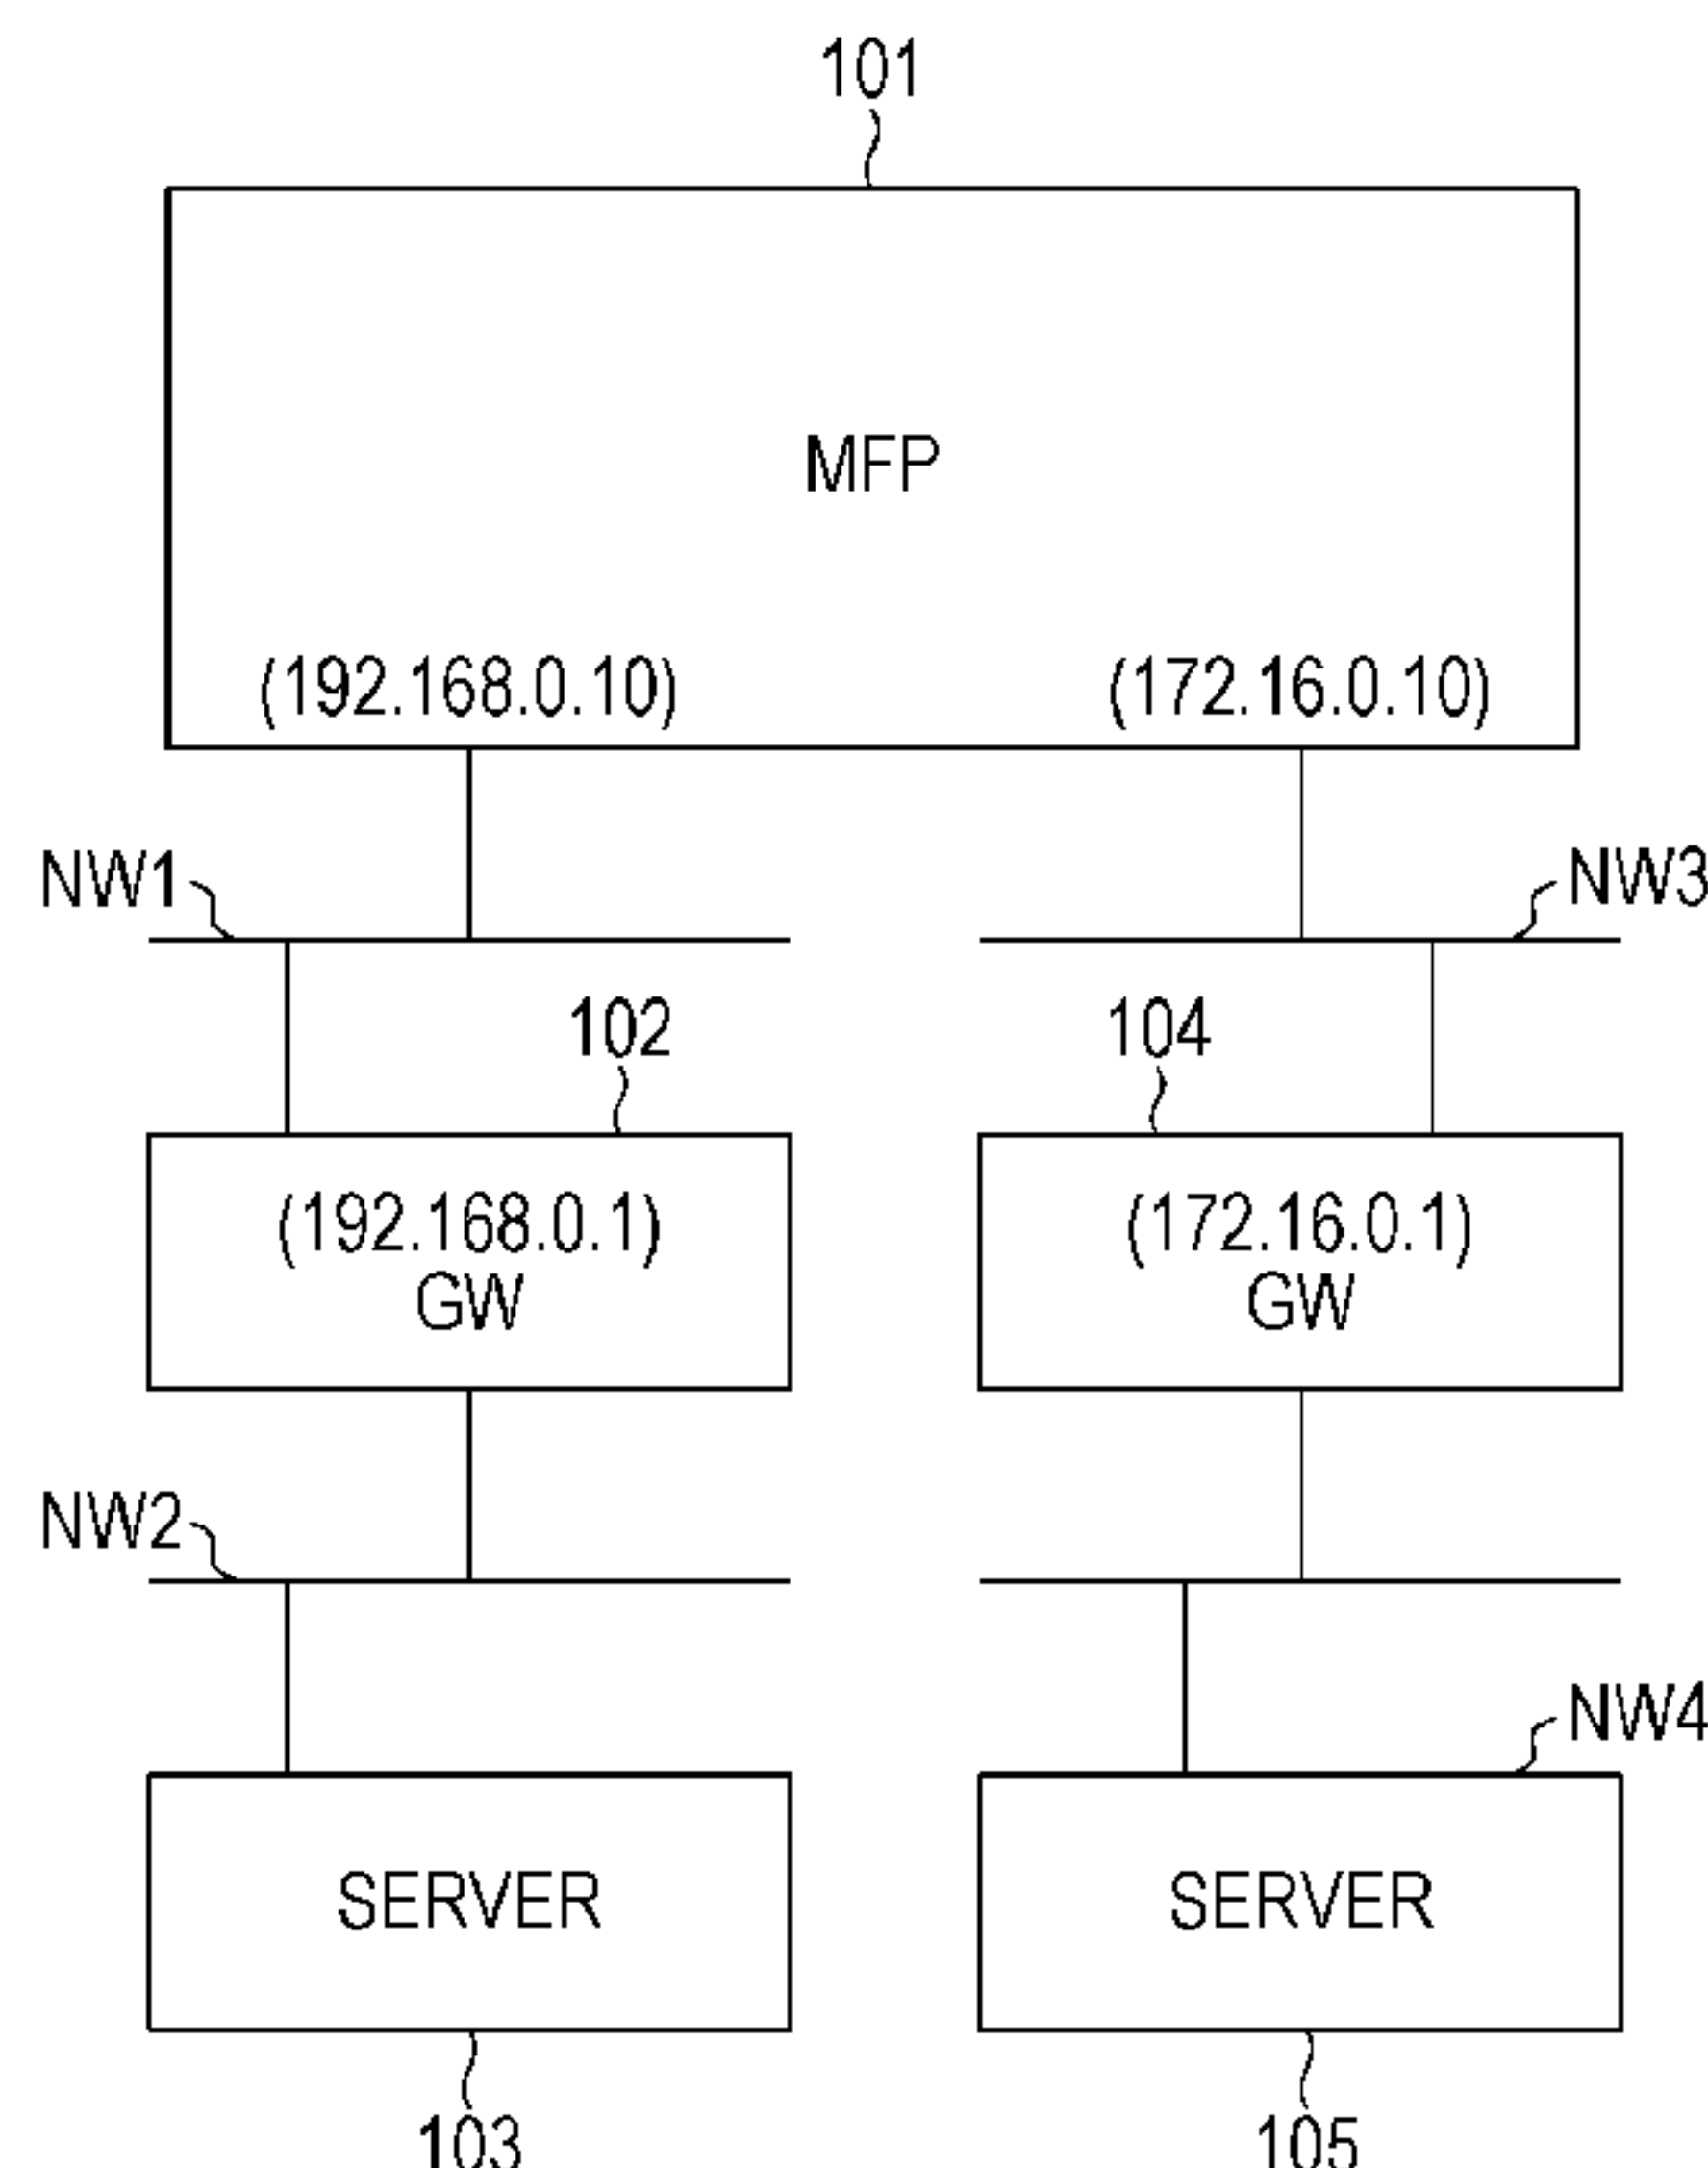 101
MFP
(192.168.0.10)
(172.16.0.10)
NW1
NW3
102
104
(192.168.0.1)
GW
(172.16.0.1)
GW
NW2
NW4
SERVER
SERVER
103
105